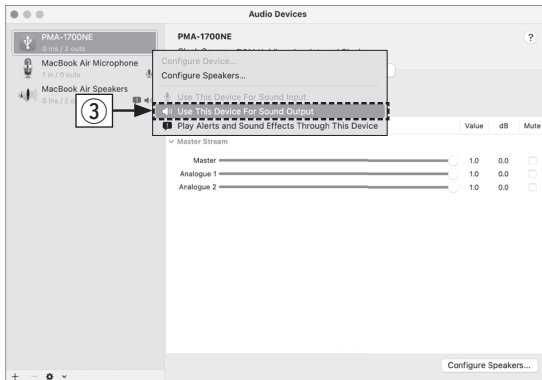 Audio Devices
PMA-1700NE
0 ins / 2 outs
MacBook Air Microphone
1 in / 0 outs
MacBook Air Speakers
0 ins / 2
3
PMA-1700NE
?
Configure Device...
Configure Speakers...
Use This Device For Sound Input
Use This Device For Sound Output
Play Alerts and Sound Effects Through This Device
Value dB Mute
Master Stream
Master 1.0 0.0
Analogue 1 1.0 0.0
Analogue 2 1.0 0.0
Configure Speakers...